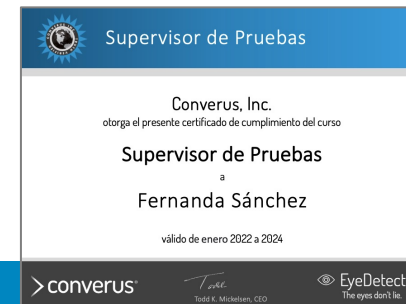 Supervisor de Pruebas
Converus, Inc.
otorga el presente certificado de cumplimiento del curso
Supervisor de Pruebas
a
Fernanda Sánchez
válido de enero 2022 a 2024
converus®
Todd K. Mickelsen, CEO
EyeDetect
The eyes don't lie.